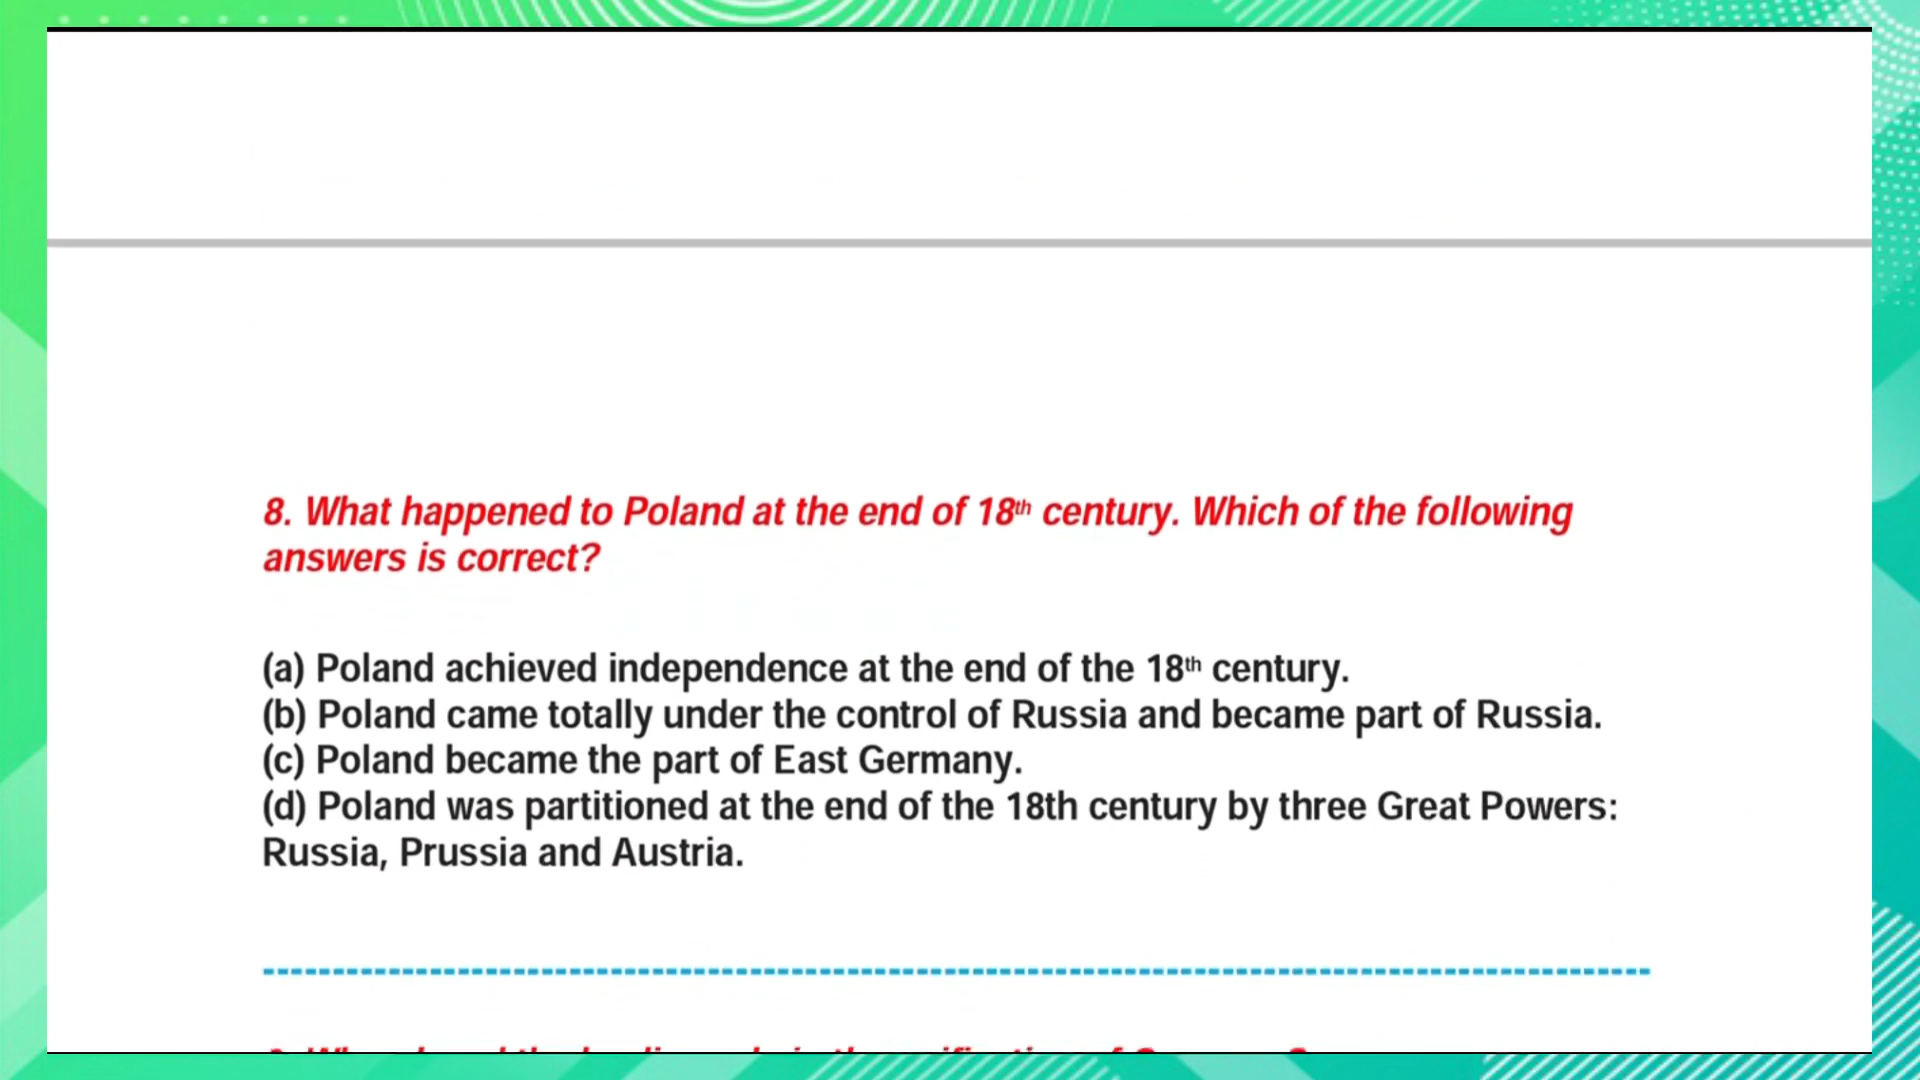 8. What happened to Poland at the end of 18th century. Which of the following
answers is correct?
(a) Poland achieved independence at the end of the 18th century.
(b) Poland came totally under the control of Russia and became part of Russia.
(c) Poland became the part of East Germany.
(d) Poland was partitioned at the end of the 18th century by three Great Powers:
Russia, Prussia and Austria.